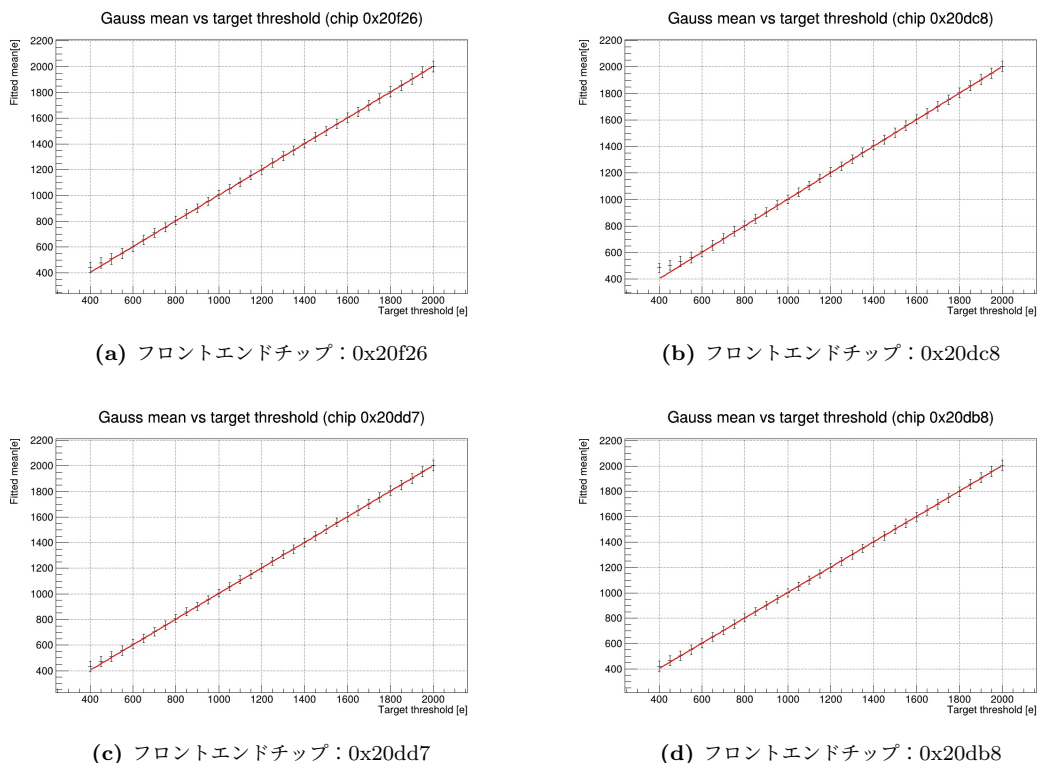 Gauss mean vs target threshold (chip 0x20f26)
Fitted mean[e]
2200
2000
1800
1600
1400
1200
1000
800
600
400
400 600 800 1000 1200 1400 1600 1800 2000
Target threshold [e]
(a) フロントエンドチップ：0x20f26
Gauss mean vs target threshold (chip 0x20dc8)
Fitted mean[e]
2200
2000
1800
1600
1400
1200
1000
800
600
400
400 600 800 1000 1200 1400 1600 1800 2000
Target threshold [e]
(b) フロントエンドチップ：0x20dc8
Gauss mean vs target threshold (chip 0x20dd7)
Fitted mean[e]
2200
2000
1800
1600
1400
1200
1000
800
600
400
400 600 800 1000 1200 1400 1600 1800 2000
Target threshold [e]
(c) フロントエンドチップ：0x20dd7
Gauss mean vs target threshold (chip 0x20db8)
Fitted mean[e]
2200
2000
1800
1600
1400
1200
1000
800
600
400
400 600 800 1000 1200 1400 1600 1800 2000
Target threshold [e]
(d) フロントエンドチップ：0x20db8